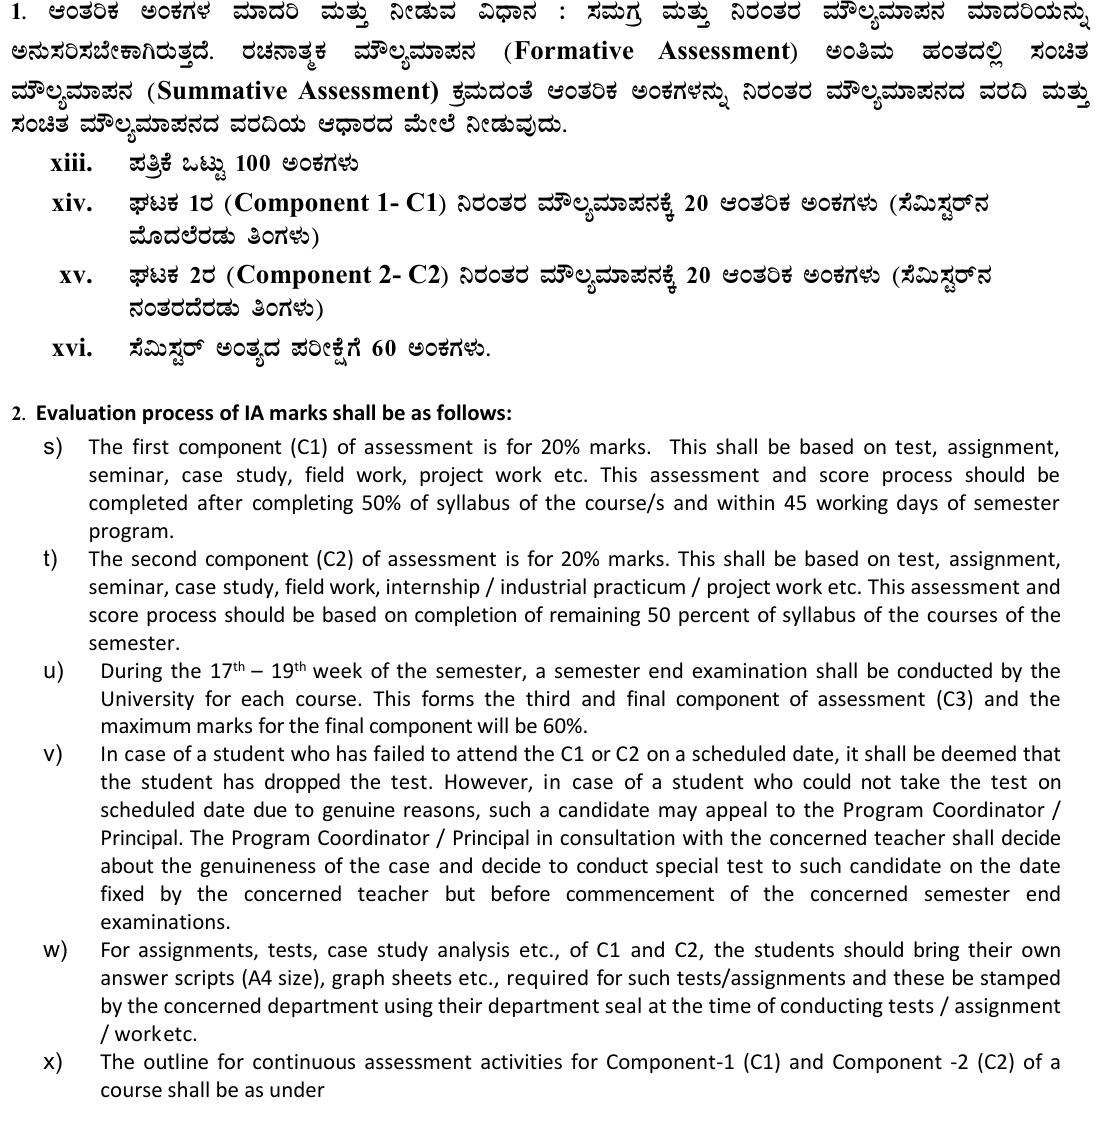 1. ಆಂತರಿಕ ಅಂಕಗಳ ಮಾದರಿ ಮತ್ತು ನೀಡುವ ವಿಧಾನ : ಸಮಗ್ರ ಮತ್ತು ನಿರಂತರ ಮೌಲ್ಯಮಾಪನ ಮಾದರಿಯನ್ನು
ಅನುಸರಿಸಬೇಕಾಗಿರುತ್ತದೆ. ರಚನಾತ್ಮಕ ಮೌಲ್ಯಮಾಪನ (Formative Assessment) ಅಂತಿಮ ಹಂತದಲ್ಲಿ ಸಂಚಿತ
ಮೌಲ್ಯಮಾಪನ (Summative Assessment) ಕ್ರಮದಂತೆ ಆಂತರಿಕ ಅಂಕಗಳನ್ನು ನಿರಂತರ ಮೌಲ್ಯಮಾಪನದ ವರದಿ ಮತ್ತು
ಸಂಚಿತ ಮೌಲ್ಯಮಾಪನದ ವರದಿಯ ಆಧಾರದ ಮೇಲೆ ನೀಡುವುದು.
xiii. ಪತ್ರಿಕೆ ಒಟ್ಟು 100 ಅಂಕಗಳು
xiv. ಘಟಕ 1ರ (Component 1- C1) ನಿರಂತರ ಮೌಲ್ಯಮಾಪನಕ್ಕೆ 20 ಆಂತರಿಕ ಅಂಕಗಳು (ಸೆಮಿಸ್ಟರ್‌ನ
ಮೊದಲೆರಡು ತಿಂಗಳು)
xv. ಘಟಕ 2ರ (Component 2- C2) ನಿರಂತರ ಮೌಲ್ಯಮಾಪನಕ್ಕೆ 20 ಆಂತರಿಕ ಅಂಕಗಳು (ಸೆಮಿಸ್ಟರ್‌ನ
ನಂತರದೆರಡು ತಿಂಗಳು)
xvi. ಸೆಮಿಸ್ಟರ್ ಅಂತ್ಯದ ಪರೀಕ್ಷೆಗೆ 60 ಅಂಕಗಳು.
2. Evaluation process of IA marks shall be as follows:
s) The first component (C1) of assessment is for 20% marks. This shall be based on test, assignment,
seminar, case study, field work, project work etc. This assessment and score process should be
completed after completing 50% of syllabus of the course/s and within 45 working days of semester
program.
t) The second component (C2) of assessment is for 20% marks. This shall be based on test, assignment,
seminar, case study, field work, internship / industrial practicum / project work etc. This assessment and
score process should be based on completion of remaining 50 percent of syllabus of the courses of the
semester.
u) During the 17th – 19th week of the semester, a semester end examination shall be conducted by the
University for each course. This forms the third and final component of assessment (C3) and the
maximum marks for the final component will be 60%.
v) In case of a student who has failed to attend the C1 or C2 on a scheduled date, it shall be deemed that
the student has dropped the test. However, in case of a student who could not take the test on
scheduled date due to genuine reasons, such a candidate may appeal to the Program Coordinator /
Principal. The Program Coordinator / Principal in consultation with the concerned teacher shall decide
about the genuineness of the case and decide to conduct special test to such candidate on the date
fixed by the concerned teacher but before commencement of the concerned semester end
examinations.
w) For assignments, tests, case study analysis etc., of C1 and C2, the students should bring their own
answer scripts (A4 size), graph sheets etc., required for such tests/assignments and these be stamped
by the concerned department using their department seal at the time of conducting tests / assignment
/ work etc.
x) The outline for continuous assessment activities for Component-1 (C1) and Component -2 (C2) of a
course shall be as under